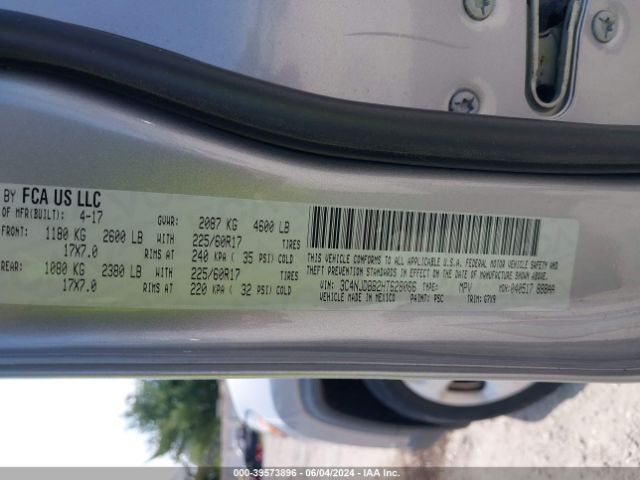 BY FCA US LLC
OF MFR(BUILT): 4-17 GVWR: 2087 KG 4600 LB
FRONT: 1180 KG 2600 LB WITH 225/60R17 TIRES
17X7.0 RIMS AT 240 KPA ( 35 PSI) COLD
REAR: 1080 KG 2380 LB WITH 225/60R17 TIRES
17X7.0 RIMS AT 220 KPA ( 32 PSI) COLD
THIS VEHICLE CONFORMS TO ALL APPLICABLE U.S.A. FEDERAL MOTOR VEHICLE SAFETY AND
THEFT PREVENTION STANDARDS IN EFFECT ON THE DATE OF MANUFACTURE SHOWN ABOVE.
VIN: 3C4NJDBB2HT628066 TYPE: MPV MDH: 040517
VEHICLE MADE IN MEXICO PAINT: PSC TRIM: G7X9
000-39573896 - 06/04/2024 - IAA Inc.